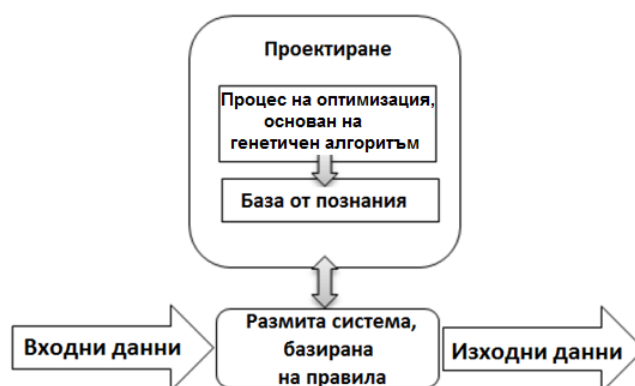 Проектиране
Процес на оптимизация,
основан на
генетичен алгоритъм
База от познания
Входни данни
Размита система,
базирана
на правила
Изходни данни